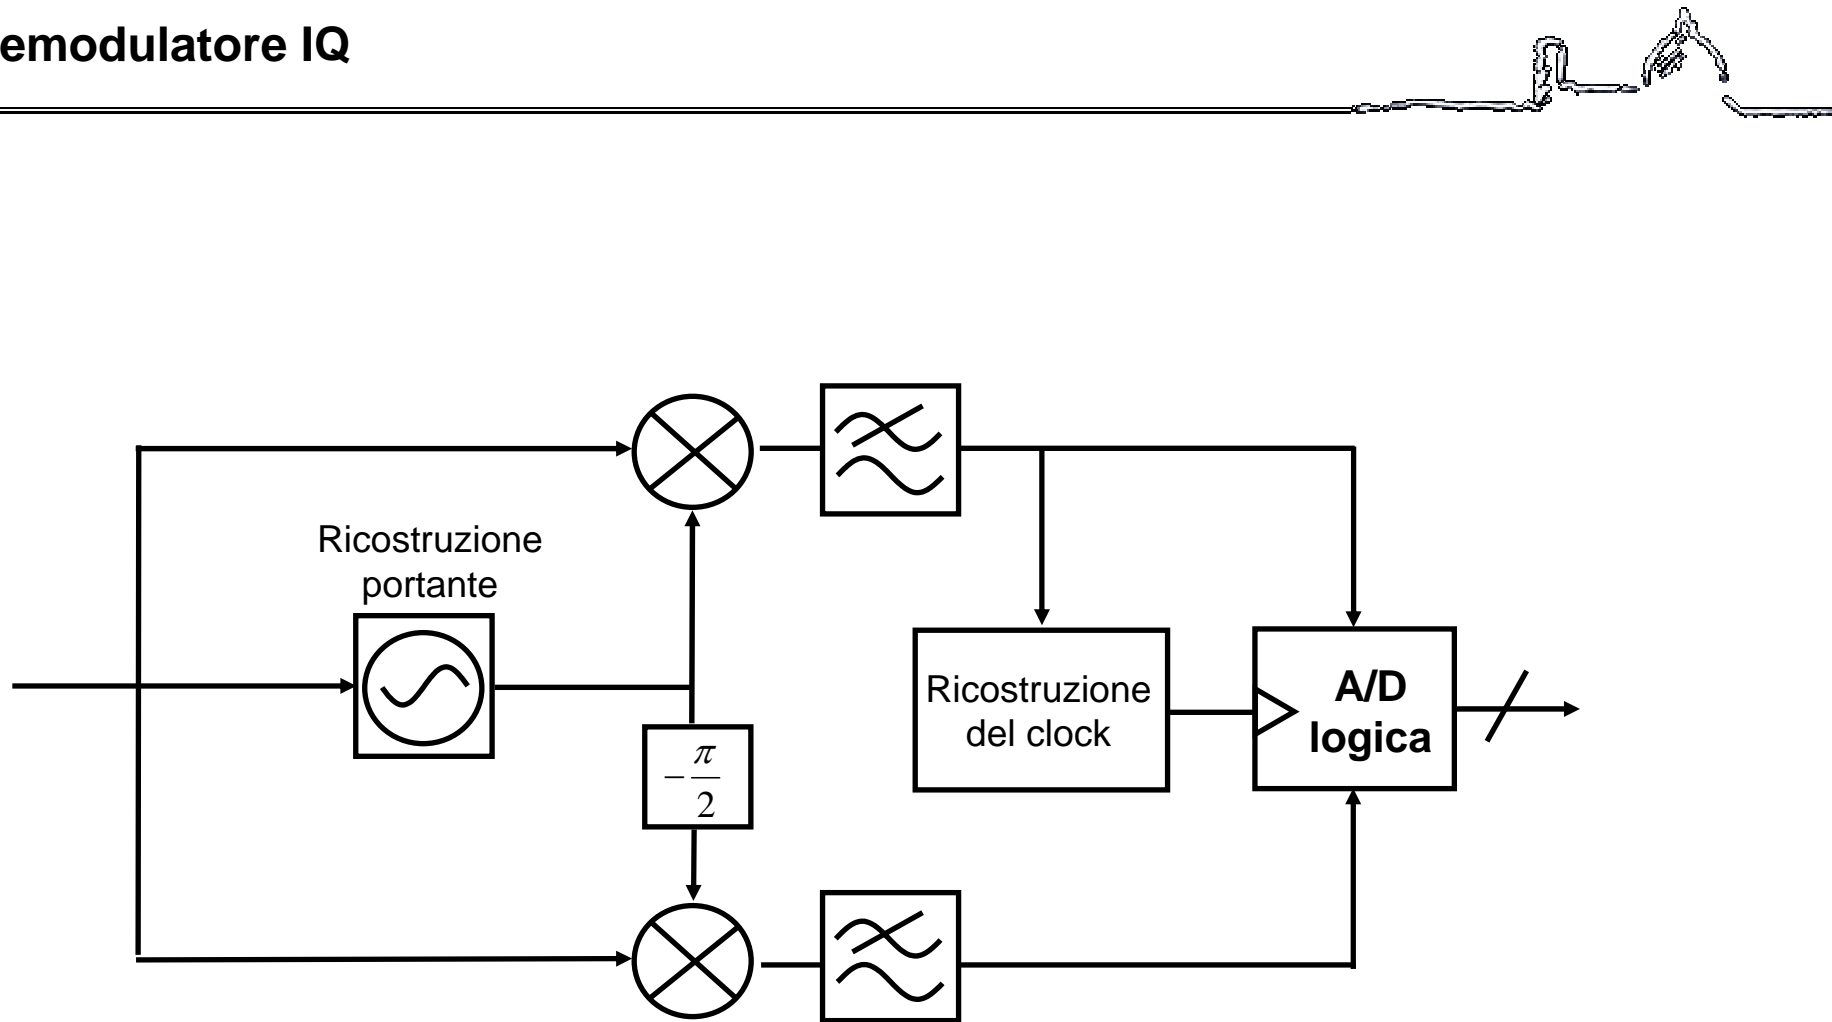 emodulatore IQ
Ricostruzione
portante
−π/2
Ricostruzione
del clock
A/D
logica